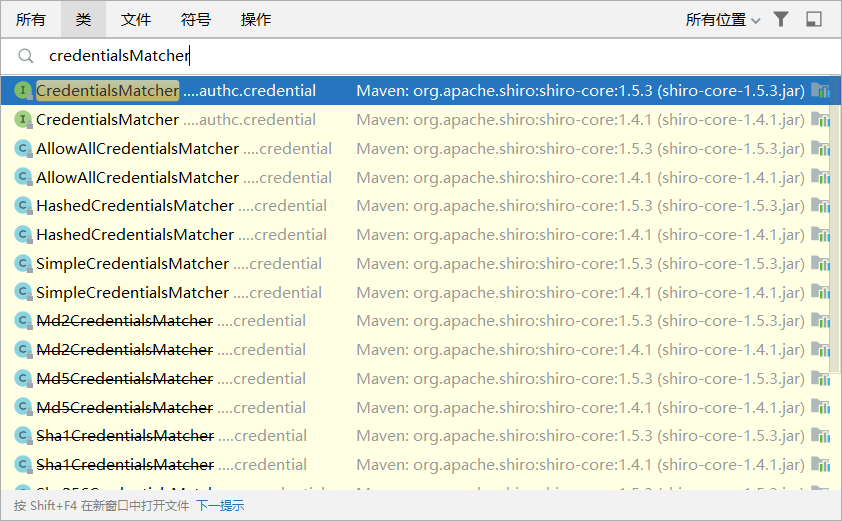 所有 类 文件 符号 操作 所有位置
credentialsMatcher
CredentialsMatcher ....authc.credential Maven: org.apache.shiro:shiro-core:1.5.3 (shiro-core-1.5.3.jar)
CredentialsMatcher ....authc.credential Maven: org.apache.shiro:shiro-core:1.4.1 (shiro-core-1.4.1.jar)
AllowAllCredentialsMatcher ....credential Maven: org.apache.shiro:shiro-core:1.5.3 (shiro-core-1.5.3.jar)
AllowAllCredentialsMatcher ....credential Maven: org.apache.shiro:shiro-core:1.4.1 (shiro-core-1.4.1.jar)
HashedCredentialsMatcher ....credential Maven: org.apache.shiro:shiro-core:1.5.3 (shiro-core-1.5.3.jar)
HashedCredentialsMatcher ....credential Maven: org.apache.shiro:shiro-core:1.4.1 (shiro-core-1.4.1.jar)
SimpleCredentialsMatcher ....credential Maven: org.apache.shiro:shiro-core:1.5.3 (shiro-core-1.5.3.jar)
SimpleCredentialsMatcher ....credential Maven: org.apache.shiro:shiro-core:1.4.1 (shiro-core-1.4.1.jar)
Md2CredentialsMatcher ....credential Maven: org.apache.shiro:shiro-core:1.5.3 (shiro-core-1.5.3.jar)
Md2CredentialsMatcher ....credential Maven: org.apache.shiro:shiro-core:1.4.1 (shiro-core-1.4.1.jar)
Md5CredentialsMatcher ....credential Maven: org.apache.shiro:shiro-core:1.5.3 (shiro-core-1.5.3.jar)
Md5CredentialsMatcher ....credential Maven: org.apache.shiro:shiro-core:1.4.1 (shiro-core-1.4.1.jar)
Sha1CredentialsMatcher ....credential Maven: org.apache.shiro:shiro-core:1.5.3 (shiro-core-1.5.3.jar)
Sha1CredentialsMatcher ....credential Maven: org.apache.shiro:shiro-core:1.4.1 (shiro-core-1.4.1.jar)
按 Shift+F4 在新窗口中打开文件 下一提示